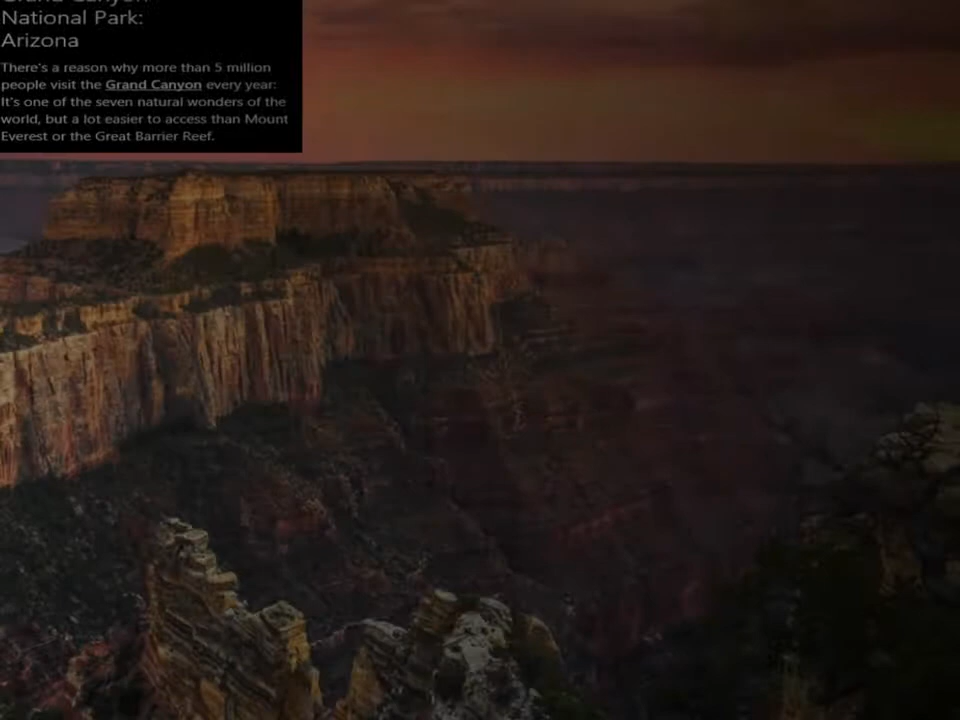 Grand Canyon
National Park:
Arizona
There's a reason why more than 5 million
people visit the Grand Canyon every year:
It's one of the seven natural wonders of the
world, but a lot easier to access than Mount
Everest or the Great Barrier Reef.